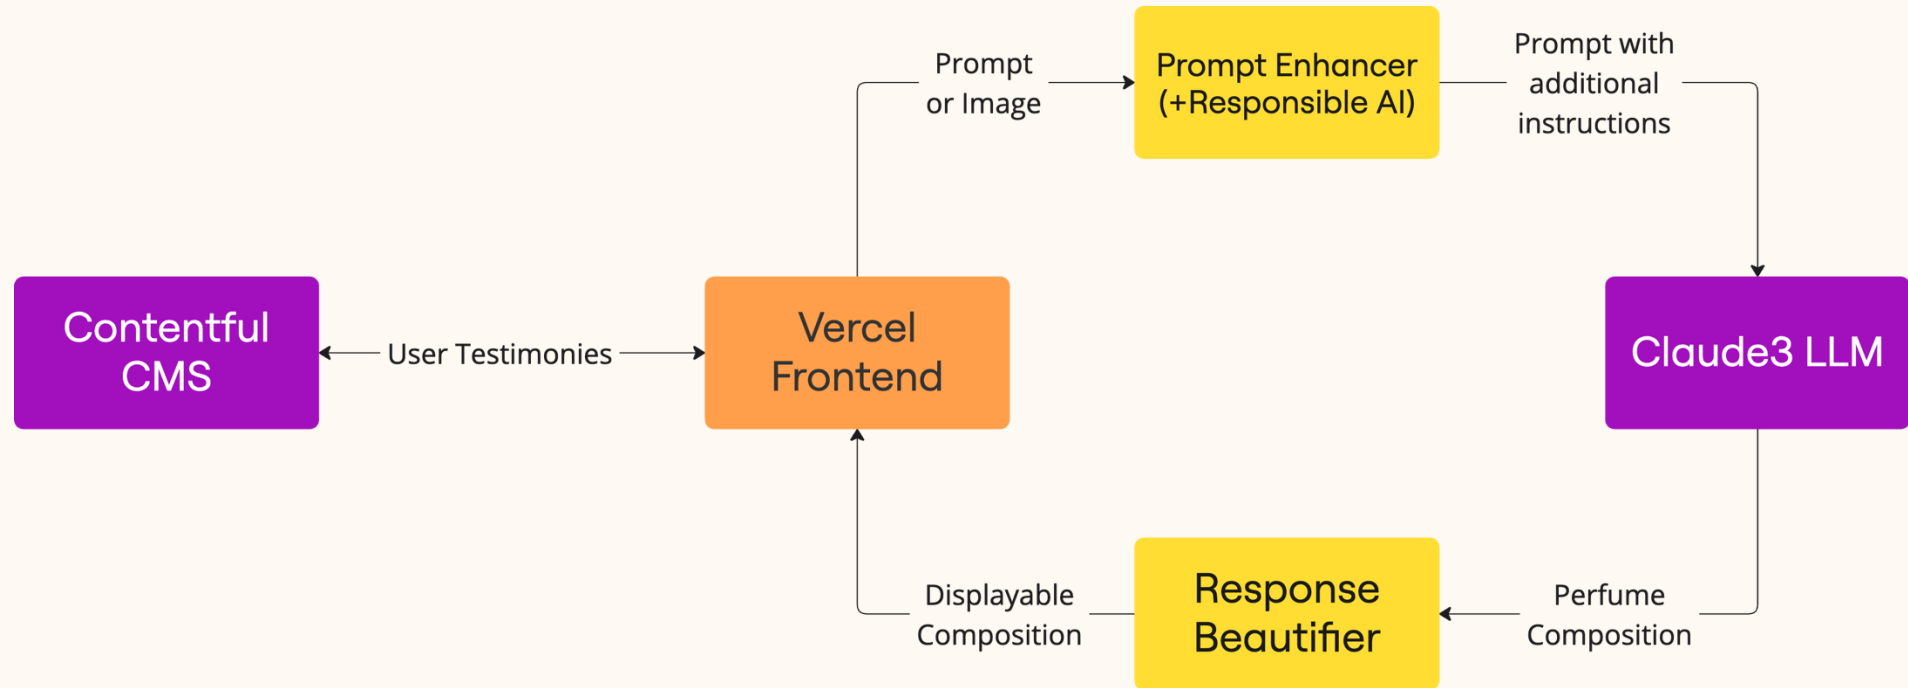 Prompt
or Image
Prompt Enhancer
(+Responsible AI)
Prompt with
additional
instructions
Contentful
CMS
User Testimonies
Vercel
Frontend
Claude3 LLM
Displayable
Composition
Response
Beautifier
Perfume
Composition